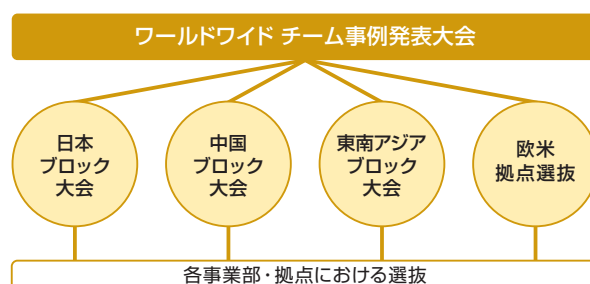 ワールドワイド チーム事例発表大会
日本
ブロック
大会
中国
ブロック
大会
東南アジア
ブロック
大会
欧米
拠点選抜
各事業部・拠点における選抜